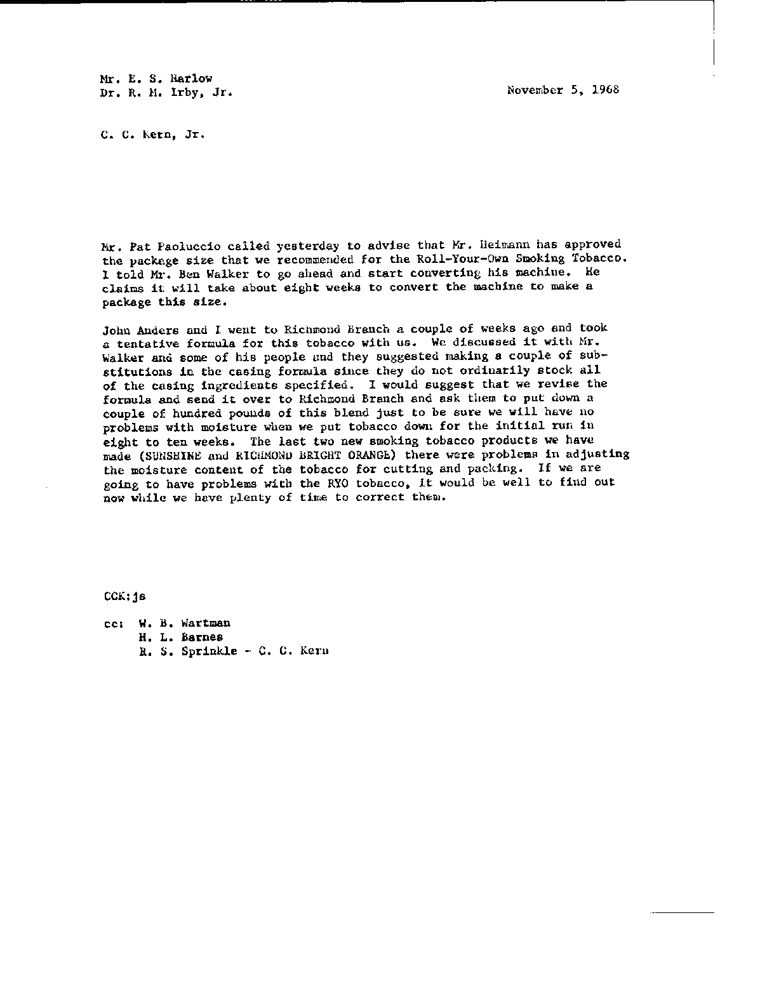 Mr. E. S. Harlow
Dr. R. M. Irby, Jr.
November 5, 1968
C. C. Kern, Jr.
Mr. Pat Paoluccio called yesterday to advise that Mr. Heimann has approved
the package size that we recommended for the Roll-Your-Own Smoking Tobacco.
I told Mr. Ben Walker to go ahead and start converting his machine. He
claims it will take about eight weeks to convert the machine to make a
package this size.
John Anders and I went to Richmond Branch a couple of weeks ago and took
a tentative formula for this tobacco with us. We discussed it with Mr.
Walker and some of his people and they suggested making a couple of sub-
stitutions in the casing formula since they do not ordinarily stock all
of the casing ingredients specified. I would suggest that we revise the
formula and send it over to Richmond Branch and ask them to put down a
couple of hundred pounds of this blend just to be sure we will have no
problems with moisture when we put tobacco down for the initial run in
eight to ten weeks. The last two new smoking tobacco products we have
made (SUNSHINE and RICHMOND BRIGHT ORANGE) there were problems in adjusting
the moisture content of the tobacco for cutting and packing. If we are
going to have problems with the RYO tobacco, it would be well to find out
now while we have plenty of time to correct them.
CCK:js
cc: W. B. Wartman
H. L. Barnes
R. S. Sprinkle - C. C. Kern